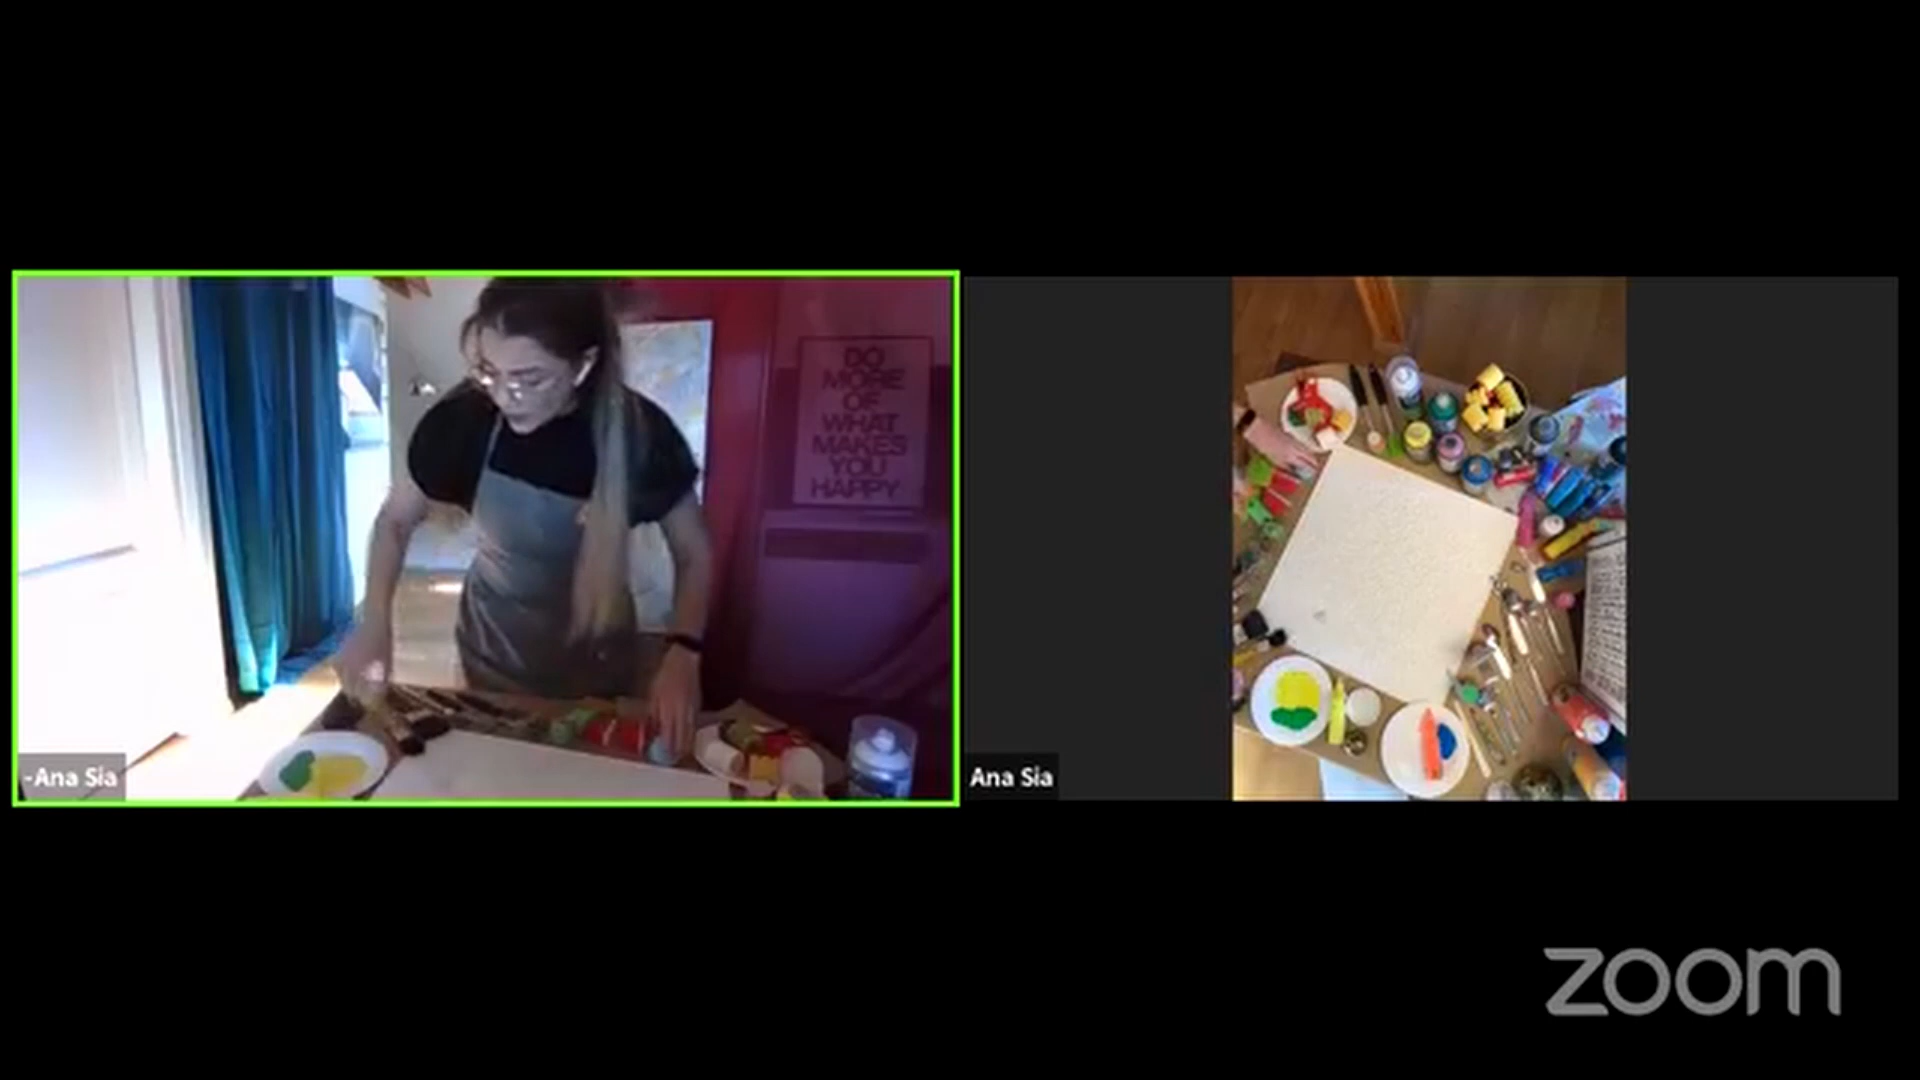 DO
MORE
OF
WHAT
MAKES
YOU
HAPPY
-Ana Sia
Ana Sia
zoom